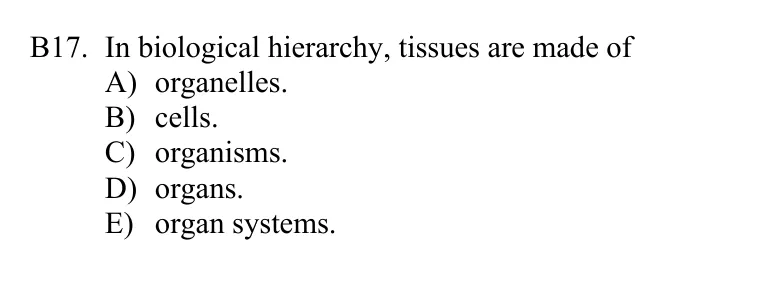 B17. In biological hierarchy, tissues are made of
A) organelles.
B) cells.
C) organisms.
D) organs.
E) organ systems.